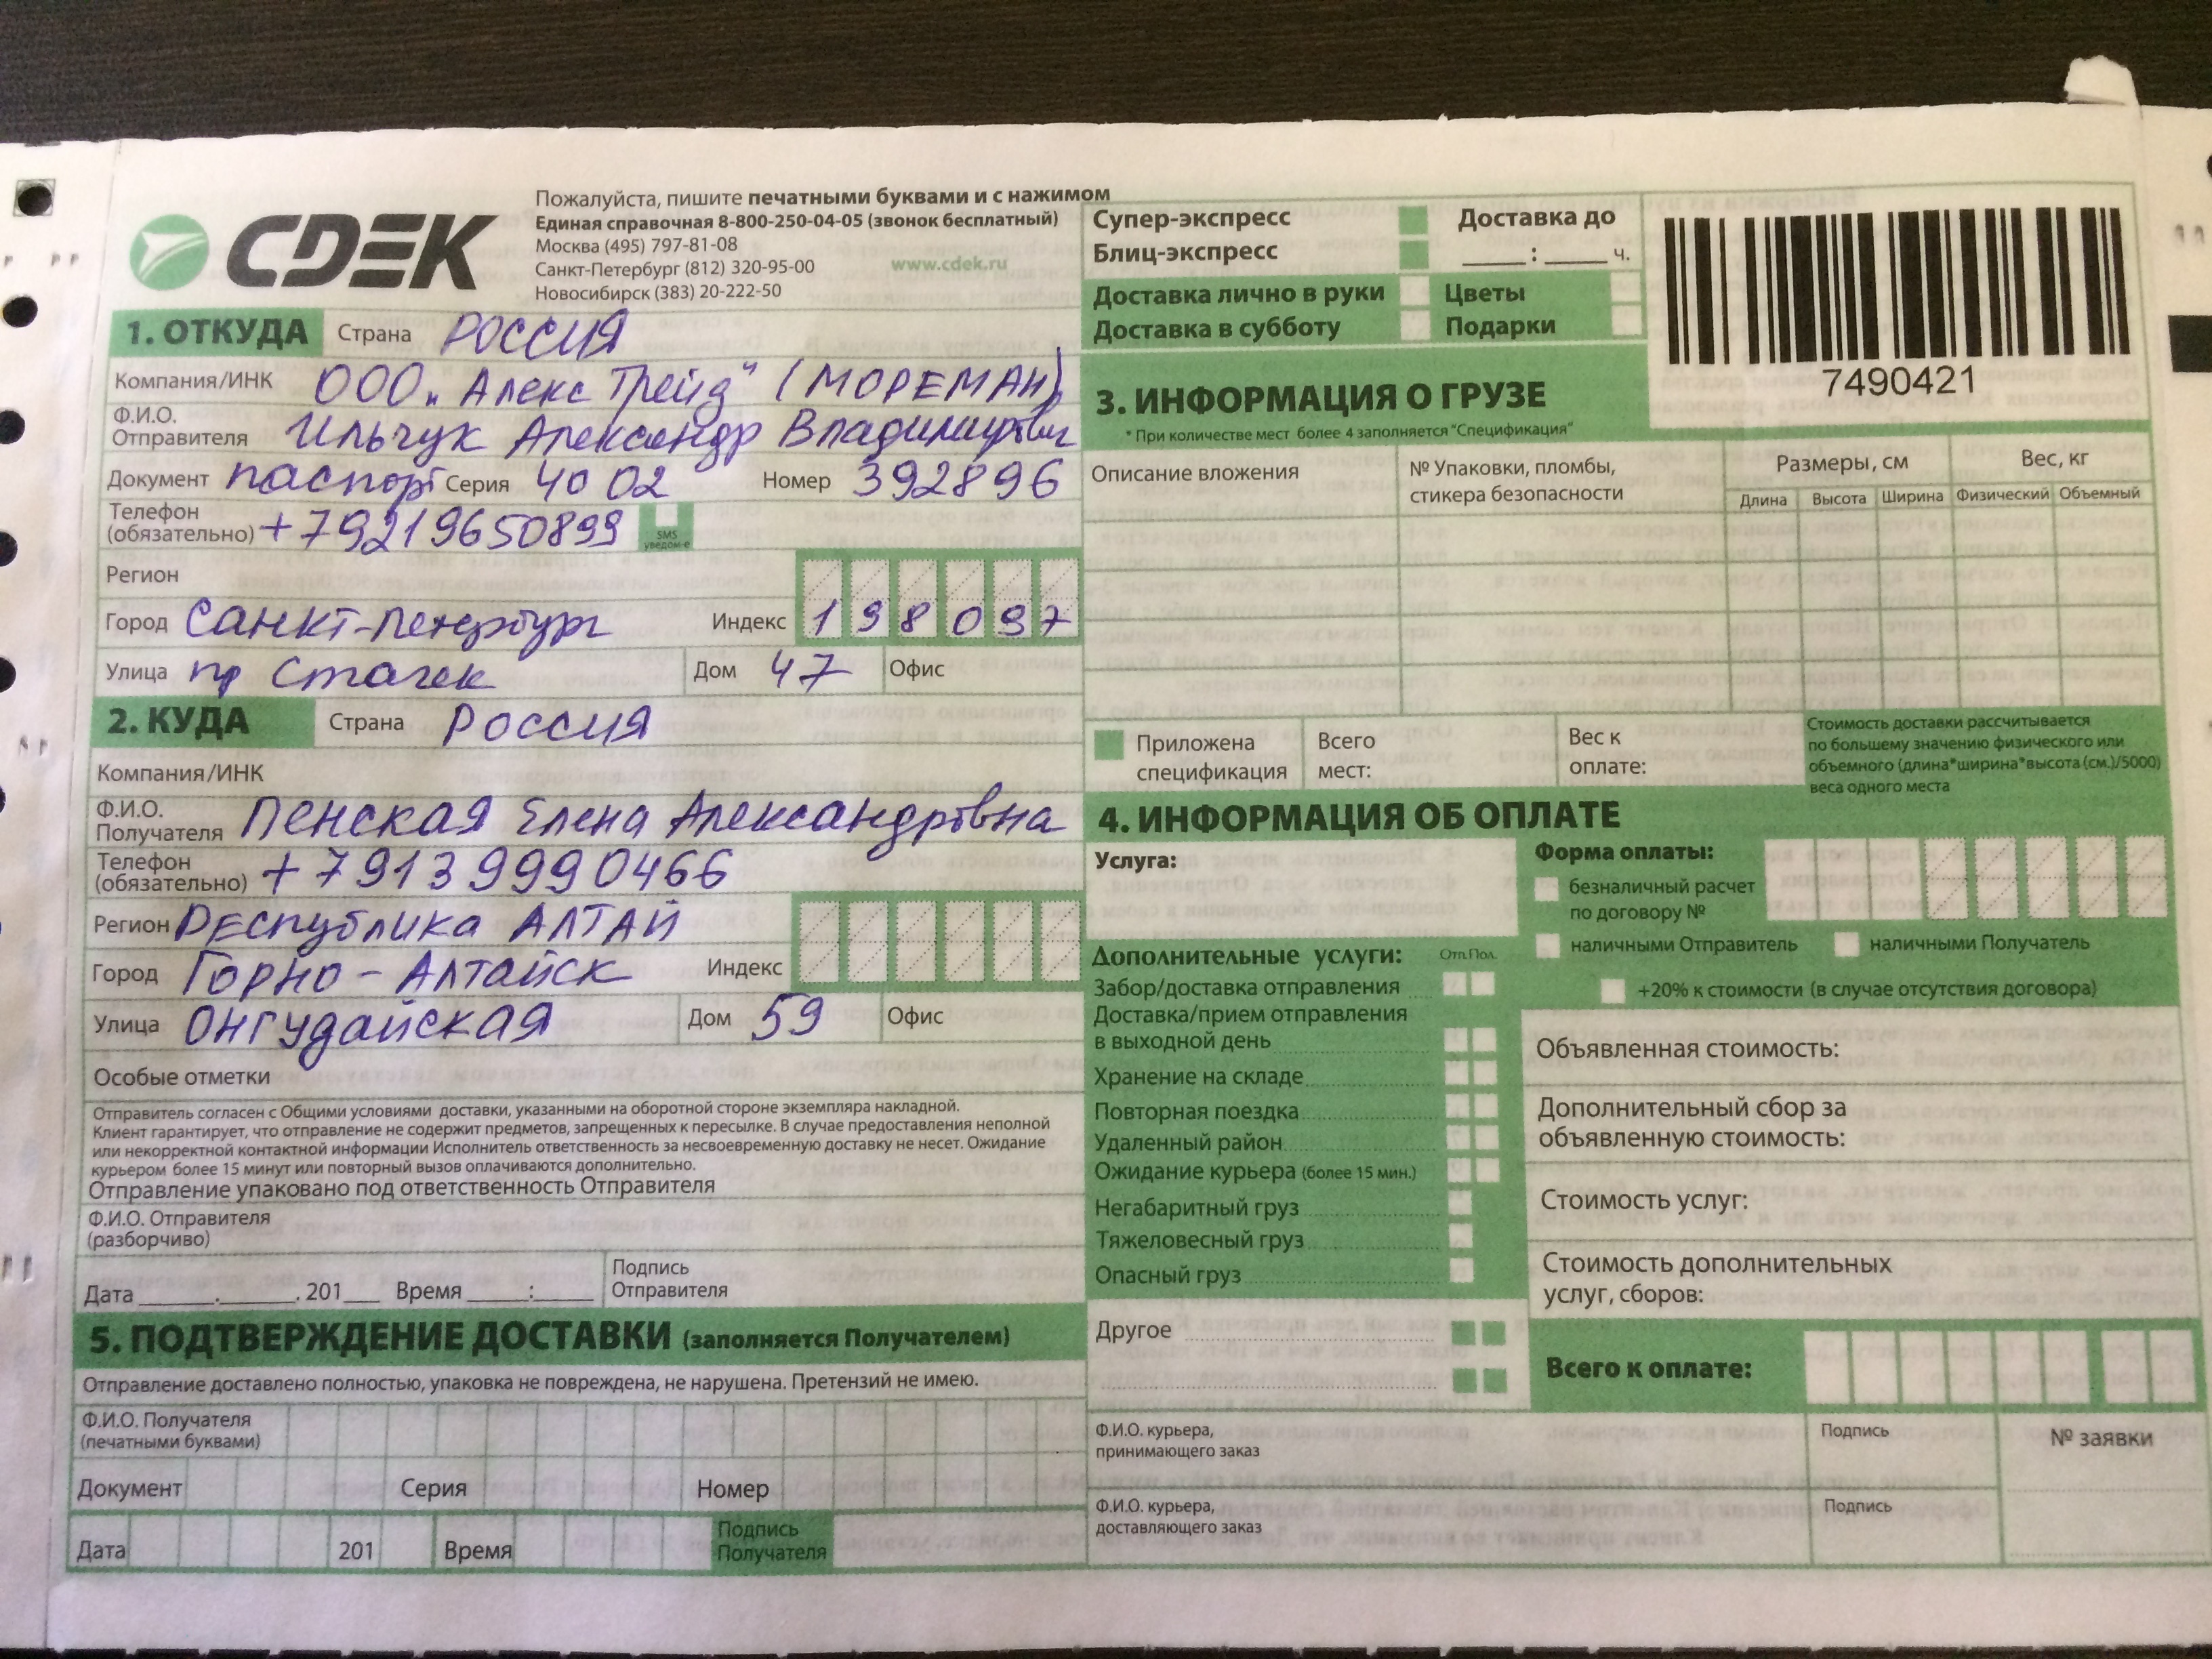 CDEK
Пожалуйста, пишите печатными буквами и с нажимом
Единая справочная 8-800-250-04-05 (звонок бесплатный)
Москва (495) 797-81-08
Санкт-Петербург (812) 320-95-00
www.cdek.ru
Новосибирск (383) 20-222-50
1. ОТКУДА Страна РОССИЯ
Компания/ИНК ООО „Алекс Трейд" (МОРЕМАН)
Ф.И.О.
Отправителя Ильчук Александр Владимирович
Документ паспорт Серия 40 02 Номер 392896
Телефон
(обязательно) +79219650899
SMS
уведом-е
Регион
Город Санкт-Петербург Индекс 198097
Улица пр Стачек Дом 47 Офис
2. КУДА Страна РОССИЯ
Компания/ИНК
Ф.И.О.
Получателя Пенская Елена Александровна
Телефон
(обязательно) +79139990466
Регион Республика АЛТАЙ
Город Горно-Алтайск Индекс
Улица Онгудайская Дом 59 Офис
Особые отметки
Отправитель согласен с Общими условиями доставки, указанными на оборотной стороне экземпляра накладной.
Клиент гарантирует, что отправление не содержит предметов, запрещенных к пересылке. В случае предоставления неполной
или некорректной контактной информации Исполнитель ответственность за несвоевременную доставку не несет. Ожидание
курьером более 15 минут или повторный вызов оплачиваются дополнительно.
Отправление упаковано под ответственность Отправителя
Ф.И.О. Отправителя
(разборчиво)
Дата ______.______. 201___ Время _____:_____
Подпись
Отправителя
5. ПОДТВЕРЖДЕНИЕ ДОСТАВКИ (заполняется Получателем)
Отправление доставлено полностью, упаковка не повреждена, не нарушена. Претензий не имею.
Ф.И.О. Получателя
(печатными буквами)
Документ Серия Номер
Дата 201 Время
Подпись
Получателя
Супер-экспресс
Блиц-экспресс
Доставка до
_____ : _____ ч.
Доставка лично в руки Цветы
Доставка в субботу Подарки
7490421
3. ИНФОРМАЦИЯ О ГРУЗЕ
* При количестве мест более 4 заполняется "Спецификация"
Описание вложения
№ Упаковки, пломбы,
стикера безопасности
Размеры, см Вес, кг
Длина Высота Ширина Физический Объемный
Приложена
спецификация
Всего
мест:
Вес к
оплате:
Стоимость доставки рассчитывается
по большему значению физического или
объемного (длина*ширина*высота (см.)/5000)
веса одного места
4. ИНФОРМАЦИЯ ОБ ОПЛАТЕ
Услуга:
Форма оплаты:
безналичный расчет
по договору №
наличными Отправитель наличными Получатель
+20% к стоимости (в случае отсутствия договора)
Дополнительные услуги: Отп. Пол.
Забор/доставка отправления
Доставка/прием отправления
в выходной день
Хранение на складе
Повторная поездка
Удаленный район
Ожидание курьера (более 15 мин.)
Негабаритный груз
Тяжеловесный груз
Опасный груз
Другое
Объявленная стоимость:
Дополнительный сбор за
объявленную стоимость:
Стоимость услуг:
Стоимость дополнительных
услуг, сборов:
Всего к оплате:
Ф.И.О. курьера,
принимающего заказ
Подпись
№ заявки
Ф.И.О. курьера,
доставляющего заказ
Подпись